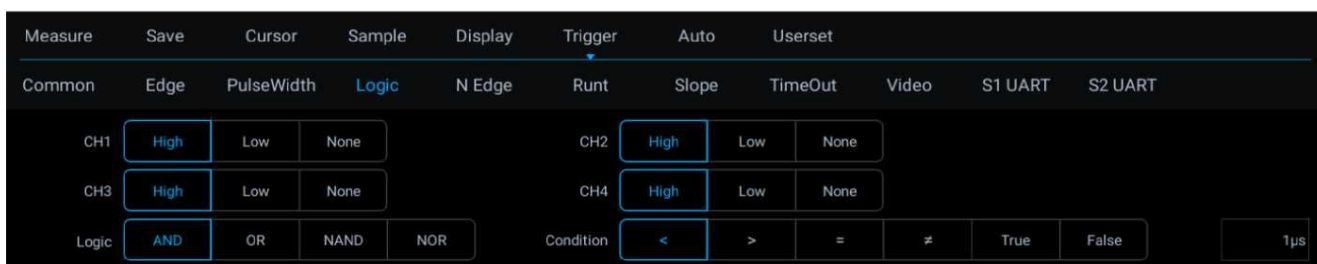 Measure Save Cursor Sample Display Trigger Auto Userset
Common Edge PulseWidth Logic N Edge Runt Slope TimeOut Video S1 UART S2 UART
CH1 High Low None CH2 High Low None
CH3 High Low None CH4 High Low None
Logic AND OR NAND NOR Condition < > = ≠ True False 1μs